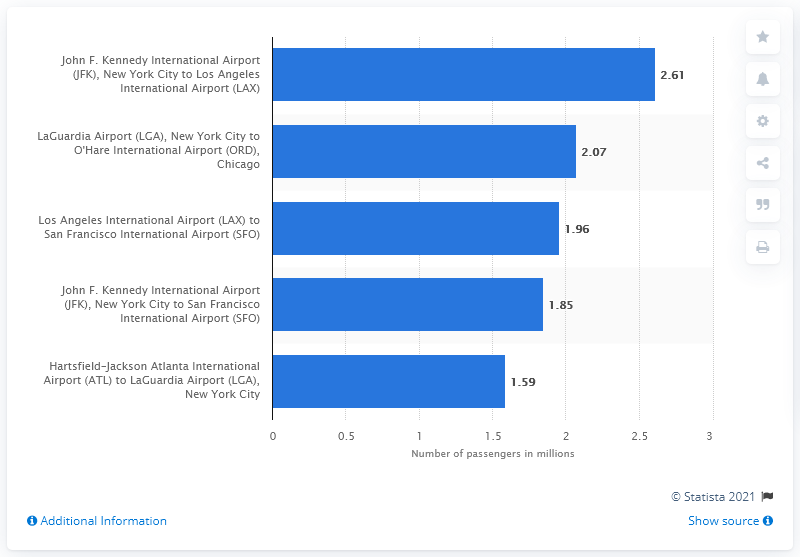 John F. Kennedy International Airport
(JFK), New York City to Los Angeles
International Airport (LAX)
2.61
LaGuardia Airport (LGA), New York City to
O'Hare International Airport (ORD),
Chicago
2.07
Los Angeles International Airport (LAX) to
San Francisco International Airport (SFO)
1.96
John F. Kennedy International Airport
(JFK), New York City to San Francisco
International Airport (SFO)
1.85
Hartsfield-Jackson Atlanta International
Airport (ATL) to LaGuardia Airport (LGA),
New York City
1.59
0 0.5 1 1.5 2 2.5 3
Number of passengers in millions
© Statista 2021
Additional Information
Show source